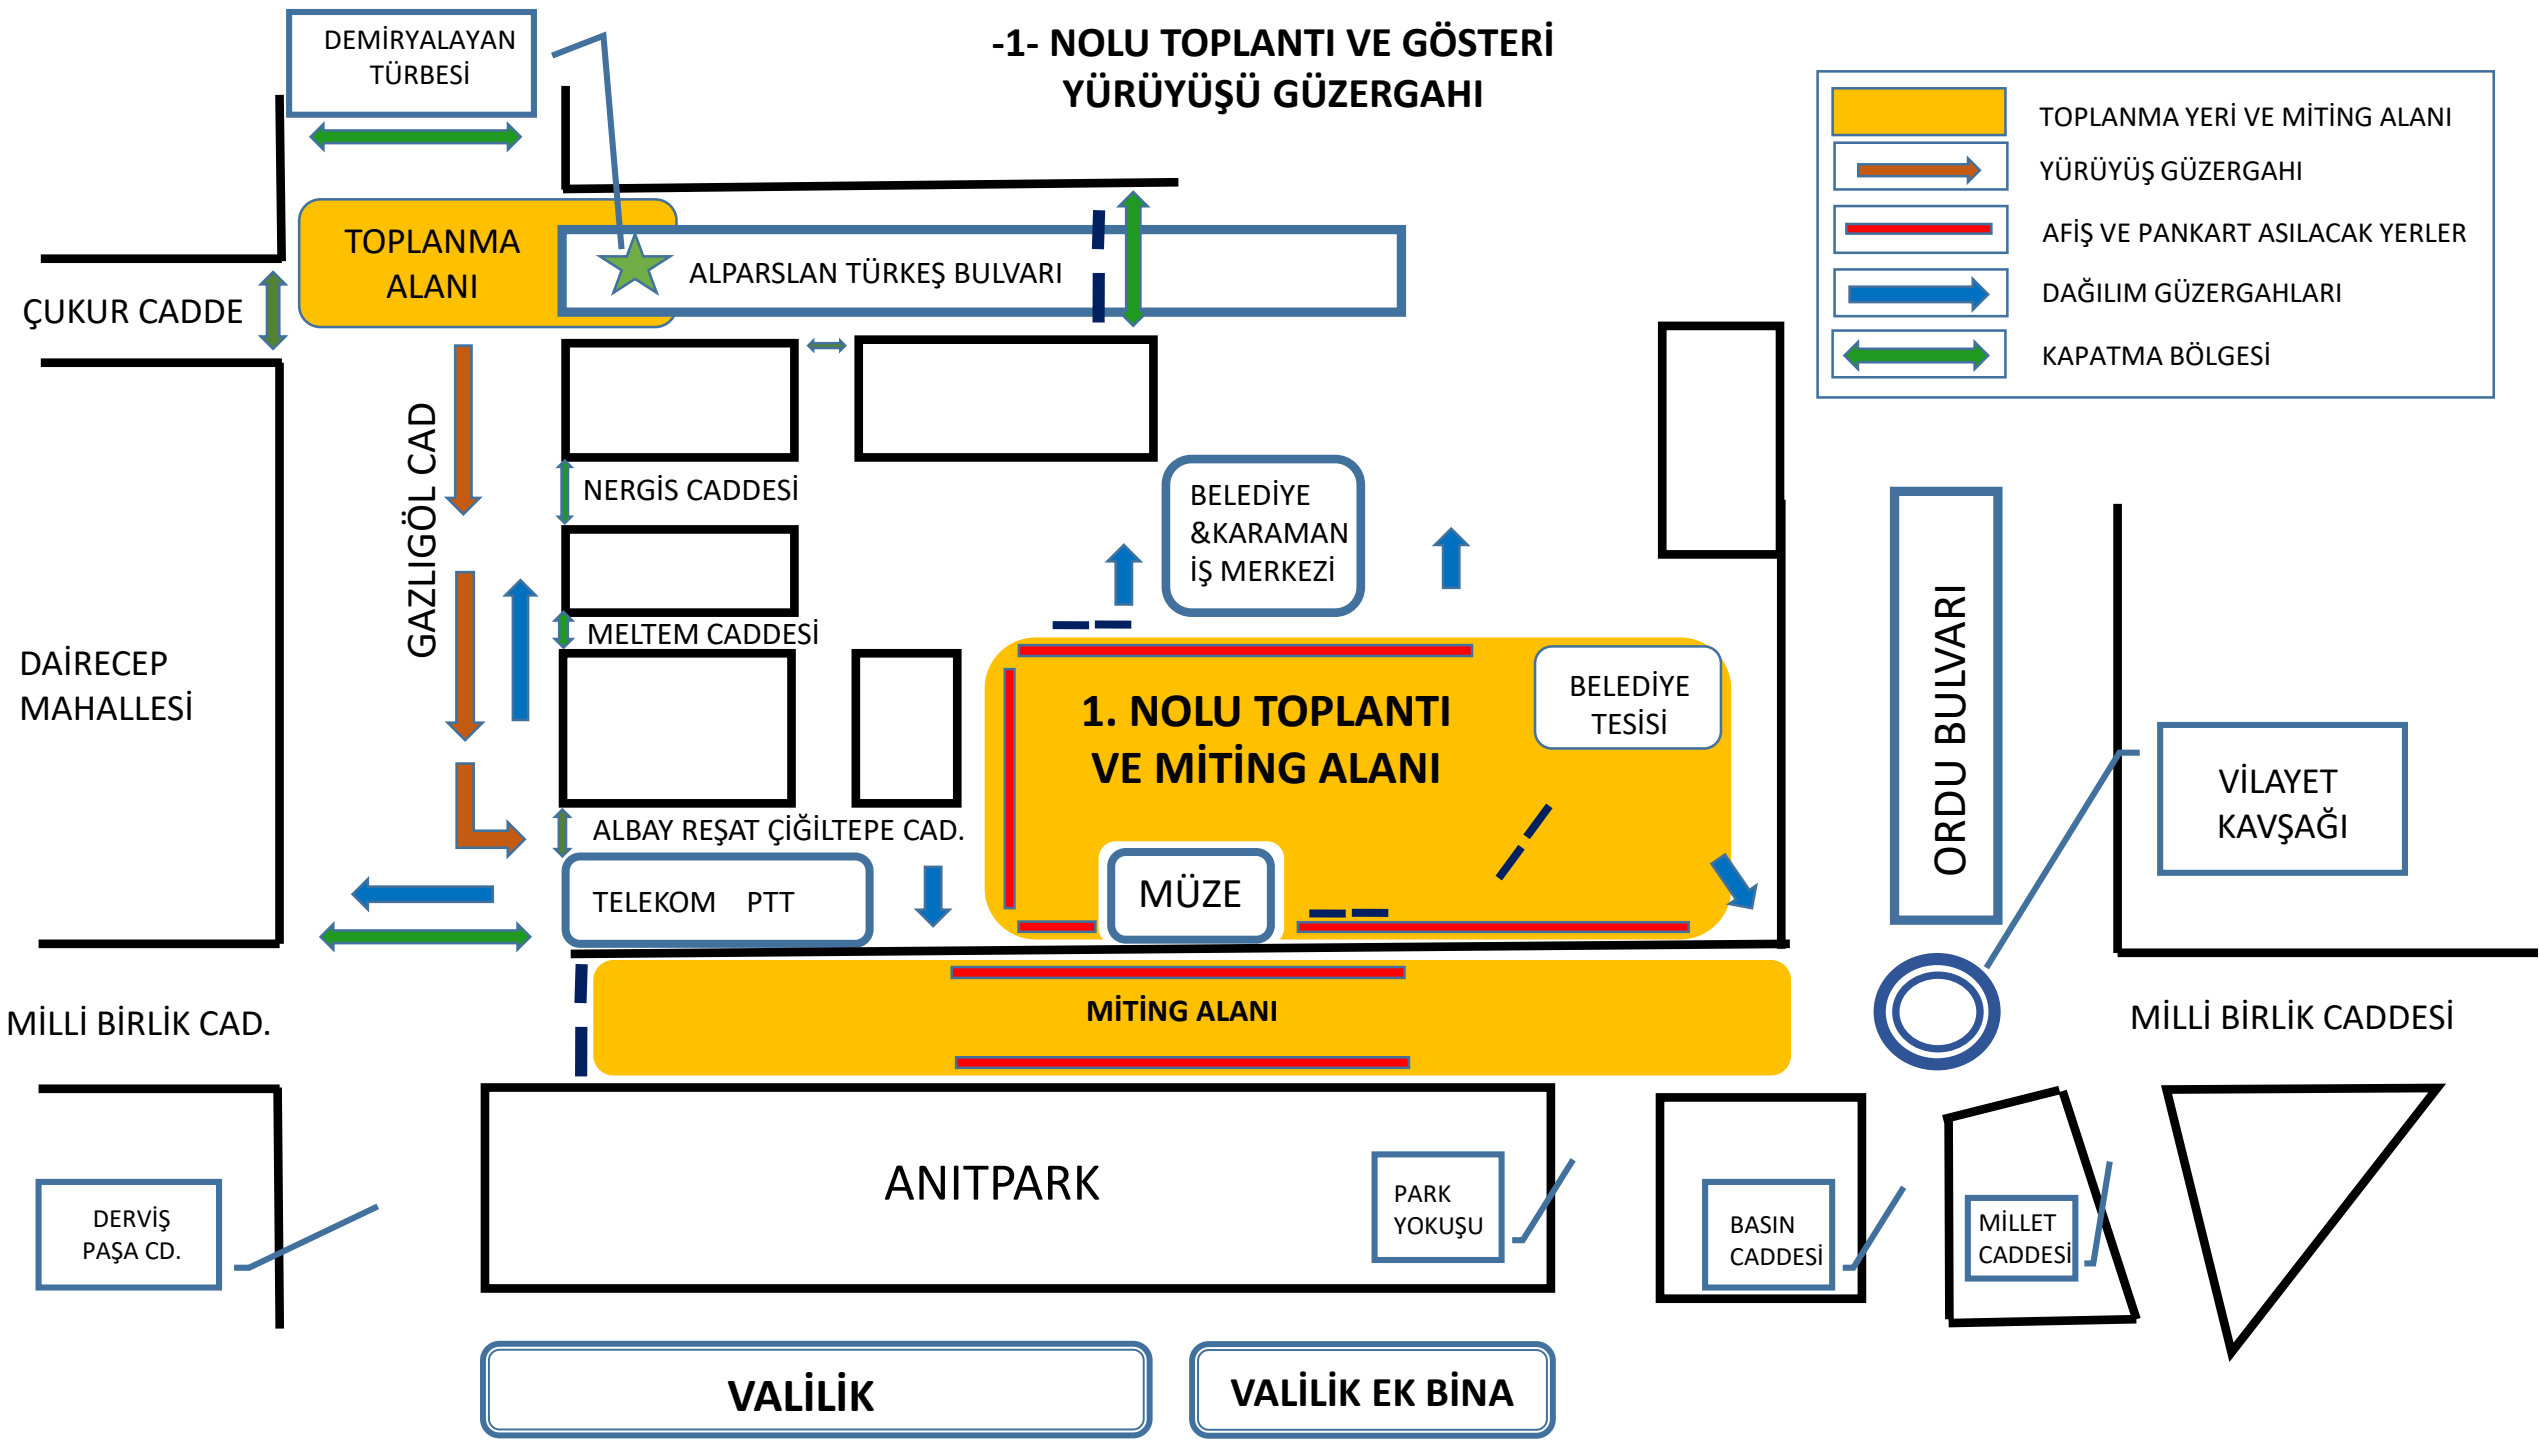 -1- NOLU TOPLANTI VE GÖSTERİ
YÜRÜYÜŞÜ GÜZERGAHI
DEMİRYALAYAN
TÜRBESİ
TOPLANMA YERİ VE MİTİNG ALANI
YÜRÜYÜŞ GÜZERGAHI
AFİŞ VE PANKART ASILACAK YERLER
DAĞILIM GÜZERGAHLARI
KAPATMA BÖLGESİ
TOPLANMA
ALANI
ALPARSLAN TÜRKEŞ BULVARI
ÇUKUR CADDE
GAZLIGÖL CAD
NERGİS CADDESİ
BELEDİYE
&KARAMAN
İŞ MERKEZİ
MELTEM CADDESİ
DAİRECEP
MAHALLESİ
1. NOLU TOPLANTI
VE MİTİNG ALANI
BELEDİYE
TESİSİ
ORDU BULVARI
VİLAYET
KAVŞAĞI
ALBAY REŞAT ÇİĞİLTEPE CAD.
TELEKOM PTT
MÜZE
MİLLİ BİRLİK CAD.
MİTİNG ALANI
MİLLİ BİRLİK CADDESİ
ANITPARK
DERVİŞ
PAŞA CD.
PARK
YOKUŞU
BASIN
CADDESİ
MİLLET
CADDESİ
VALİLİK
VALİLİK EK BİNA